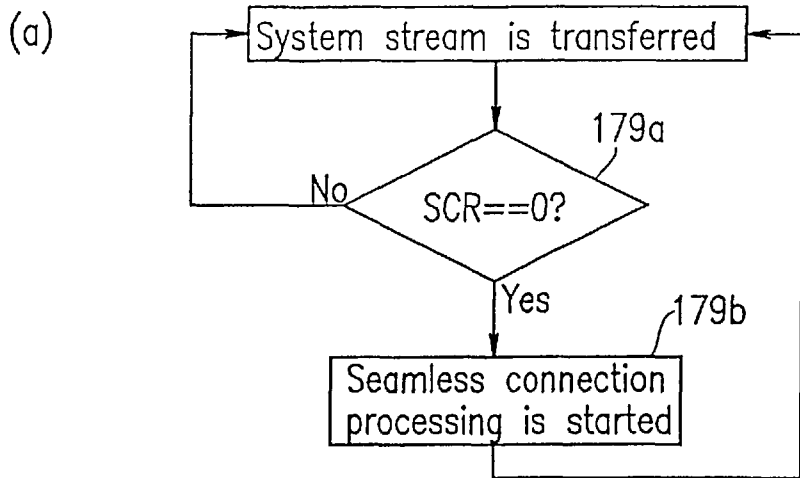 (a)
System stream is transferred
179a
No
SCR==0?
Yes
179b
Seamless connection
processing is started